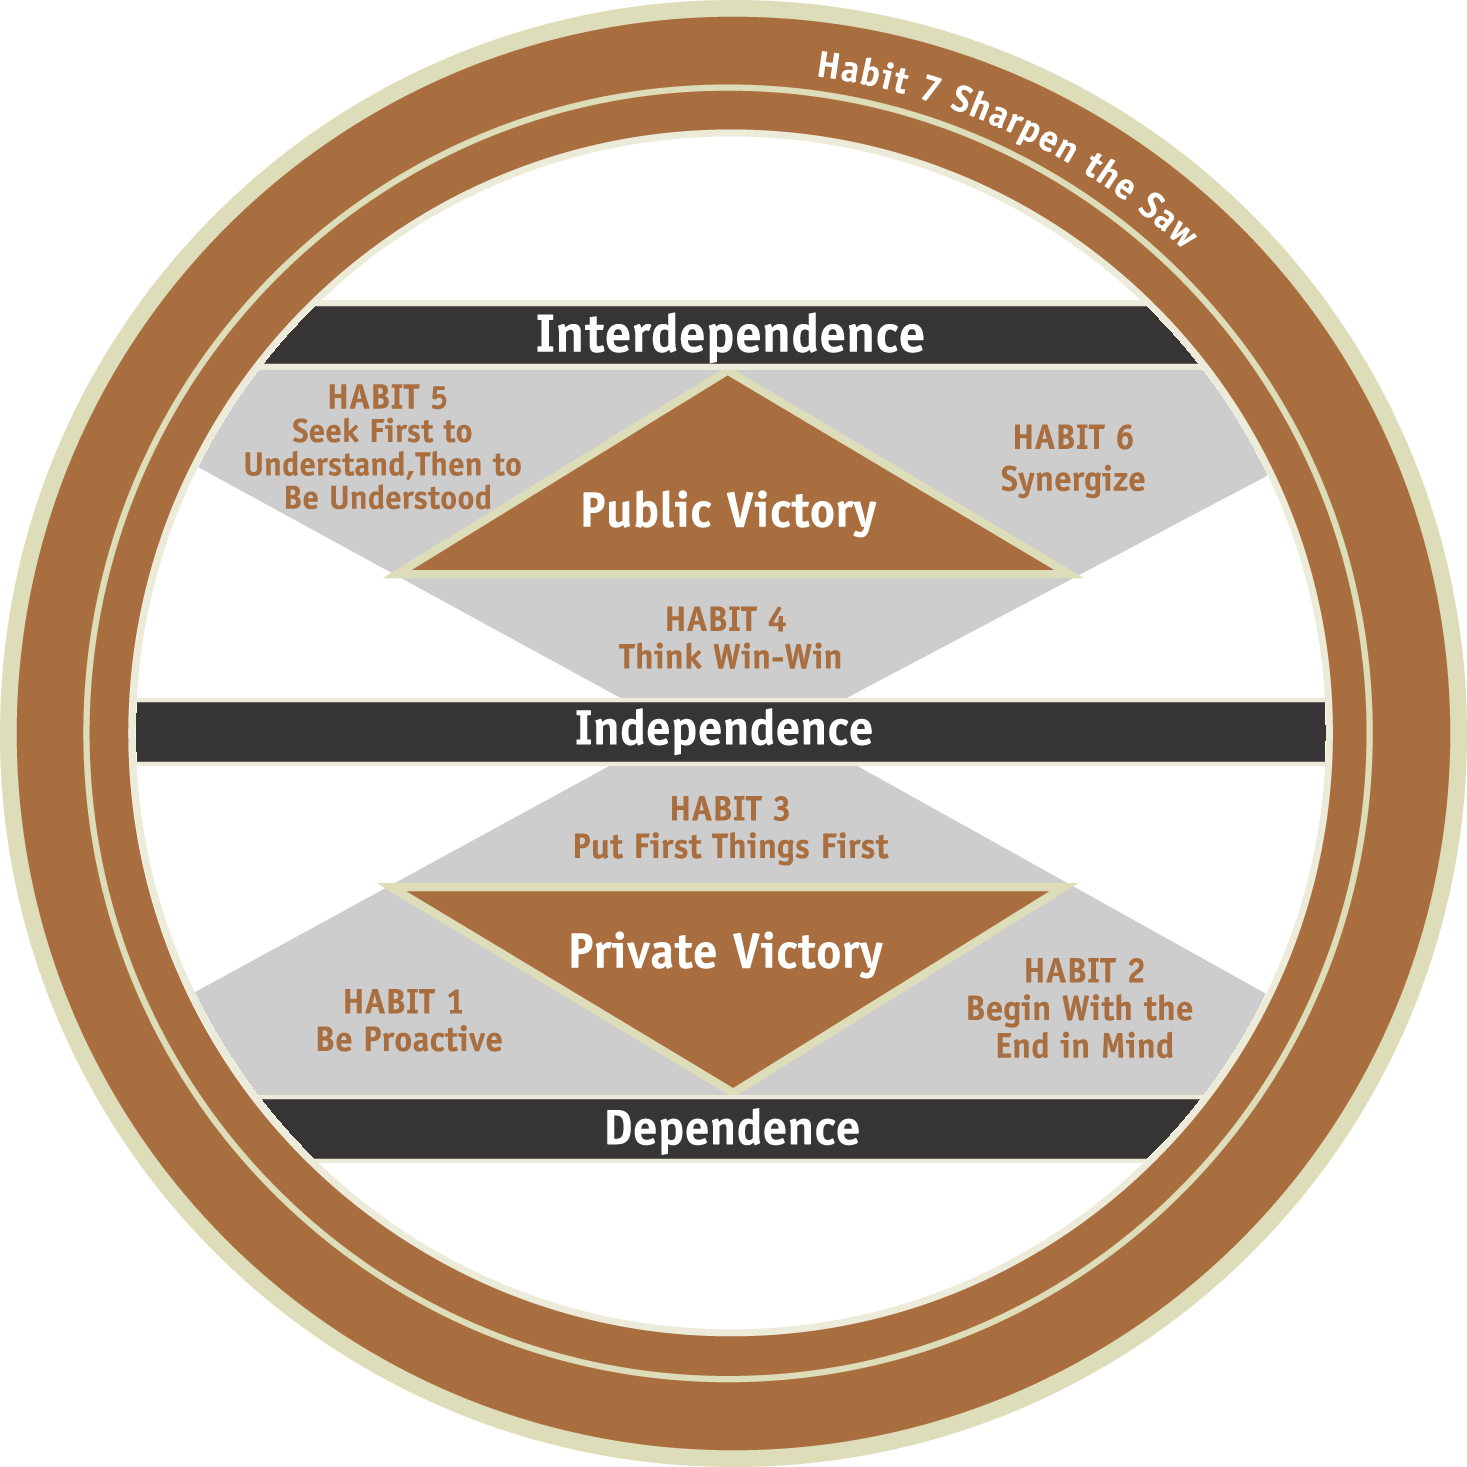 Habit 7 Sharpen the Saw
Interdependence
HABIT 5
Seek First to
Understand,Then to
Be Understood
HABIT 6
Synergize
Public Victory
HABIT 4
Think Win-Win
Independence
HABIT 3
Put First Things First
Private Victory
HABIT 1
Be Proactive
HABIT 2
Begin With the
End in Mind
Dependence